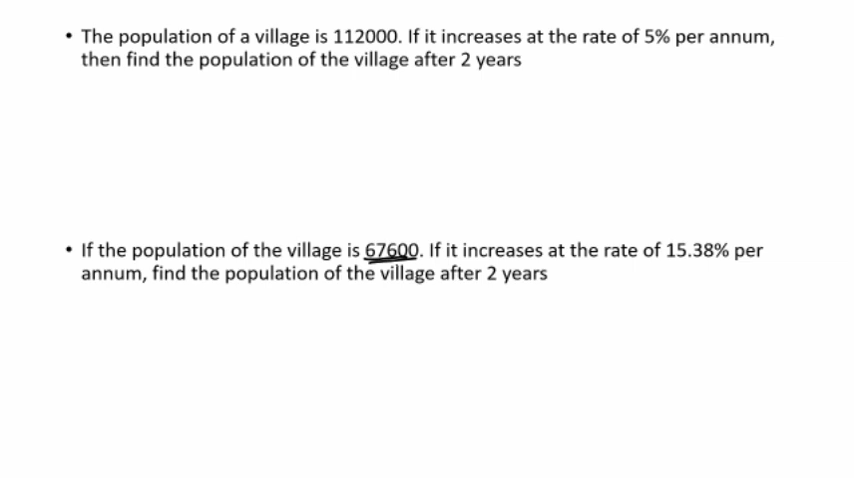 • The population of a village is 112000. If it increases at the rate of 5% per annum,
then find the population of the village after 2 years
• If the population of the village is 67600. If it increases at the rate of 15.38% per
annum, find the population of the village after 2 years